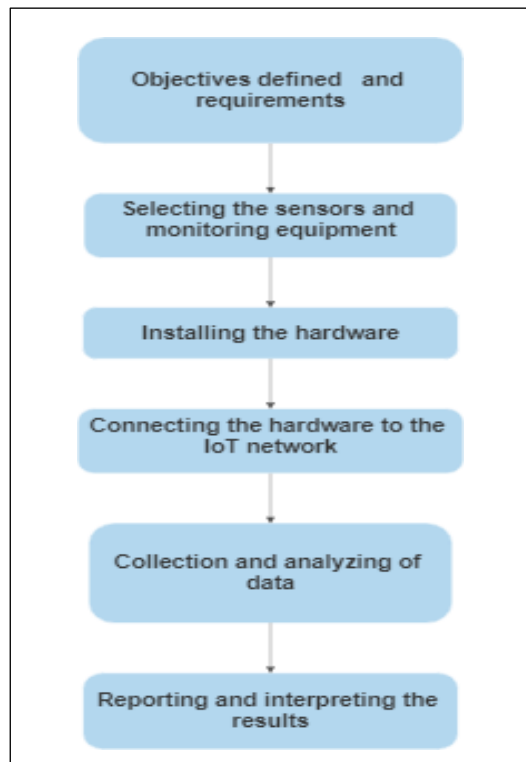 Objectives defined and
requirements
Selecting the sensors and
monitoring equipment
Installing the hardware
Connecting the hardware to the
IoT network
Collection and analyzing of
data
Reporting and interpreting the
results